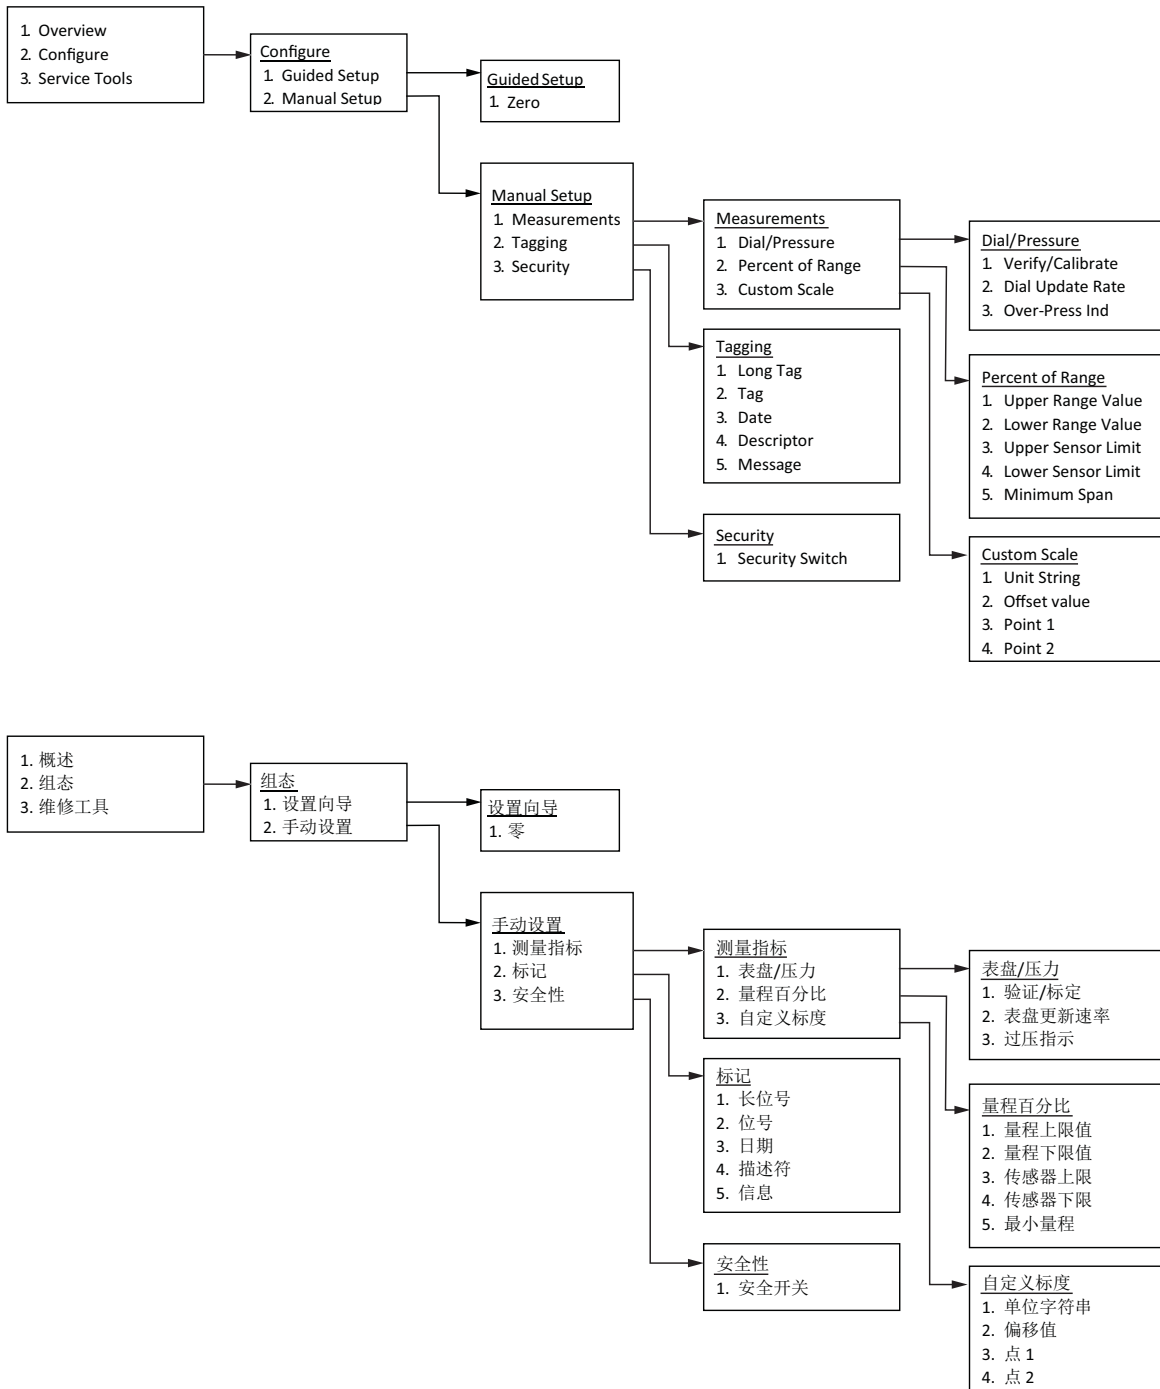 1. Overview
2. Configure
3. Service Tools
Configure
1. Guided Setup
2. Manual Setup
Guided Setup
1. Zero
Manual Setup
1. Measurements
2. Tagging
3. Security
Measurements
1. Dial/Pressure
2. Percent of Range
3. Custom Scale
Dial/Pressure
1. Verify/Calibrate
2. Dial Update Rate
3. Over-Press Ind
Tagging
1. Long Tag
2. Tag
3. Date
4. Descriptor
5. Message
Percent of Range
1. Upper Range Value
2. Lower Range Value
3. Upper Sensor Limit
4. Lower Sensor Limit
5. Minimum Span
Security
1. Security Switch
Custom Scale
1. Unit String
2. Offset value
3. Point 1
4. Point 2
1. 概述
2. 组态
3. 维修工具
组态
1. 设置向导
2. 手动设置
设置向导
1. 零
手动设置
1. 测量指标
2. 标记
3. 安全性
测量指标
1. 表盘/压力
2. 量程百分比
3. 自定义标度
表盘/压力
1. 验证/标定
2. 表盘更新速率
3. 过压指示
标记
1. 长位号
2. 位号
3. 日期
4. 描述符
5. 信息
量程百分比
1. 量程上限值
2. 量程下限值
3. 传感器上限
4. 传感器下限
5. 最小量程
安全性
1. 安全开关
自定义标度
1. 单位字符串
2. 偏移值
3. 点 1
4. 点 2